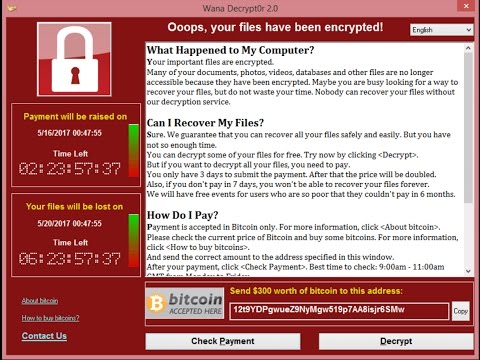 Wana Decrypt0r 2.0
Ooops, your files have been encrypted!
English
Payment will be raised on
5/16/2017 00:47:55
Time Left
02:23:57:37
Your files will be lost on
5/20/2017 00:47:55
Time Left
06:23:57:37
About bitcoin
How to buy bitcoins?
Contact Us
What Happened to My Computer?
Your important files are encrypted.
Many of your documents, photos, videos, databases and other files are no longer
accessible because they have been encrypted. Maybe you are busy looking for a way to
recover your files, but do not waste your time. Nobody can recover your files without
our decryption service.
Can I Recover My Files?
Sure. We guarantee that you can recover all your files safely and easily. But you have
not so enough time.
You can decrypt some of your files for free. Try now by clicking <Decrypt>.
But if you want to decrypt all your files, you need to pay.
You only have 3 days to submit the payment. After that the price will be doubled.
Also, if you don't pay in 7 days, you won't be able to recover your files forever.
We will have free events for users who are so poor that they couldn't pay in 6 months.
How Do I Pay?
Payment is accepted in Bitcoin only. For more information, click <About bitcoin>.
Please check the current price of Bitcoin and buy some bitcoins. For more information,
click <How to buy bitcoins>.
And send the correct amount to the address specified in this window.
After your payment, click <Check Payment>. Best time to check: 9:00am - 11:00am
GMT from Monday to Friday.
bitcoin
ACCEPTED HERE
Send $300 worth of bitcoin to this address:
12t9YDPgwueZ9NyMgw519p7AA8isjr6SMw
Copy
Check Payment
Decrypt